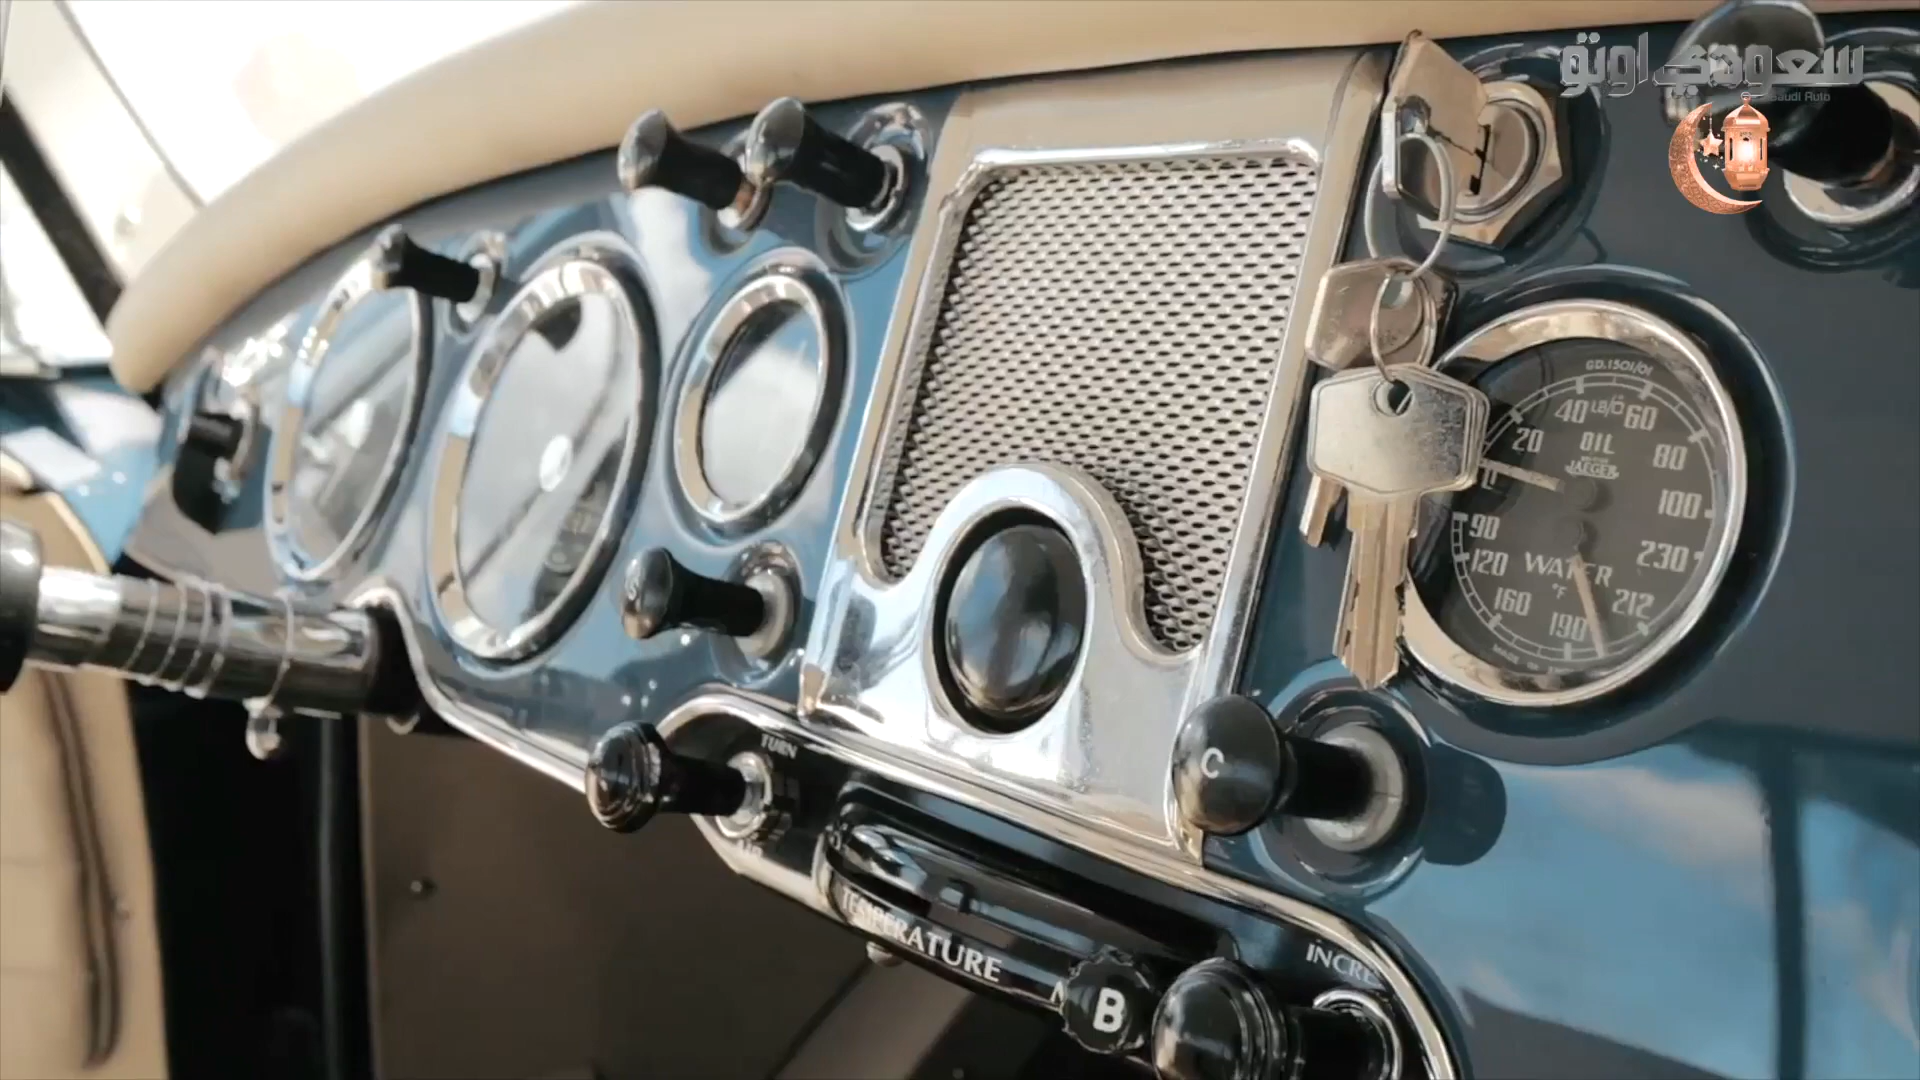 سعودي اوتو
Saudi Auto
GD.1501/01
20 40 LB/□" 60 80 100
OIL
JAEGER
90 120 160 190 212 230
WATER
°F
S
C
TURN
TEMPERATURE
B
INCRE